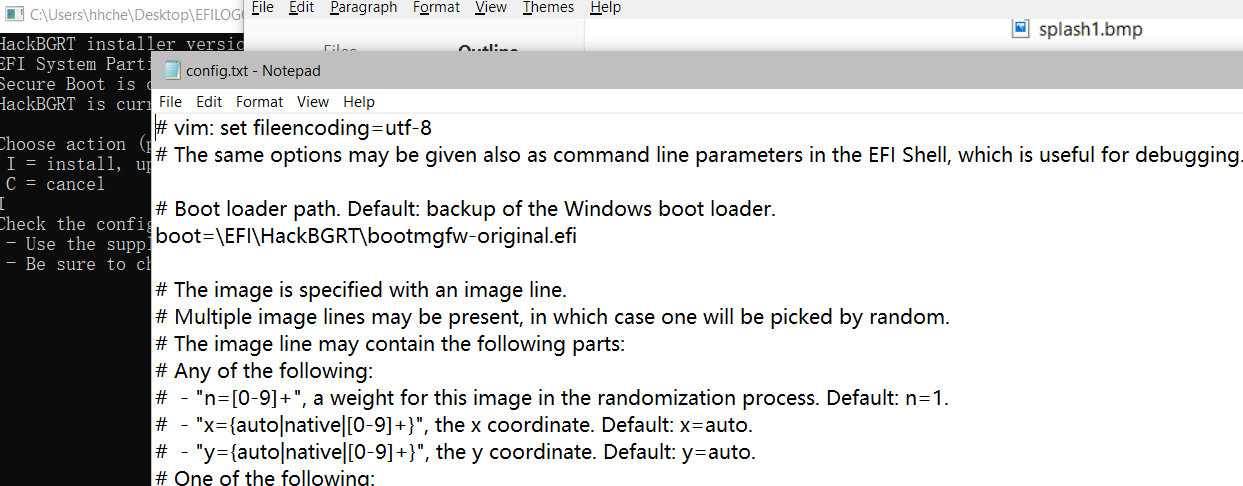 C:\Users\hhche\Desktop\EFILOGO
File Edit Paragraph Format View Themes Help
splash1.bmp
Files Outline
HackBGRT installer versio
EFI System Parti
Secure Boot is
HackBGRT is curr
Choose action (
I = install, up
C = cancel
I
Check the config
- Use the suppl
- Be sure to ch
config.txt - Notepad
File Edit Format View Help
# vim: set fileencoding=utf-8
# The same options may be given also as command line parameters in the EFI Shell, which is useful for debugging.
# Boot loader path. Default: backup of the Windows boot loader.
boot=\EFI\HackBGRT\bootmgfw-original.efi
# The image is specified with an image line.
# Multiple image lines may be present, in which case one will be picked by random.
# The image line may contain the following parts:
# Any of the following:
#  - "n=[0-9]+", a weight for this image in the randomization process. Default: n=1.
#  - "x={auto|native|[0-9]+}", the x coordinate. Default: x=auto.
#  - "y={auto|native|[0-9]+}", the y coordinate. Default: y=auto.
# One of the following: